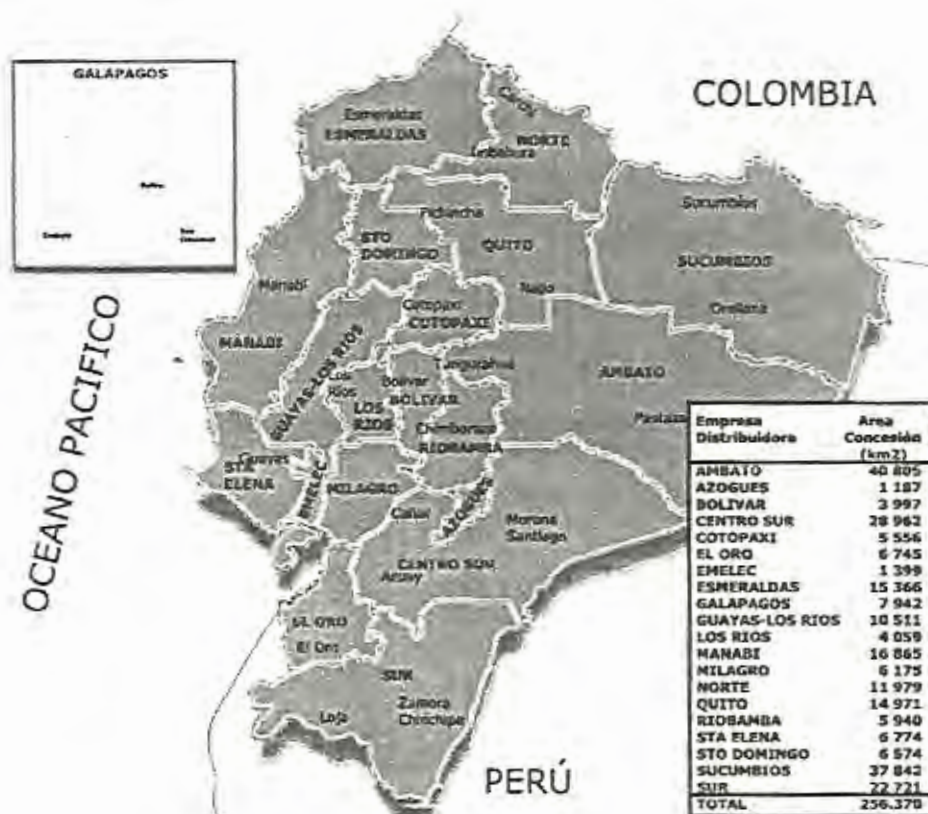 GALAPAGOS
COLOMBIA
Carchi
Esmeraldas
ESMERALDAS
NORTE
Imbabura
Sucumbios
Pichincha
STO
DOMINGO
QUITO
SUCUMBIOS
Manabí
Napo
Cotopaxi
COTOPAXI
Orellana
OCEANO PACIFICO
MANABI
GUAYAS-LOS RIOS
Tungurahua
AMBATO
Los
Rios
Bolivar
BOLIVAR
LOS
RIOS
Chimborazo
RIOBAMBA
Pastaza
Guayas
STA
ELENA
EMELEC
MILAGRO
Cañar
AZOGUES
Morona
Santiago
CENTRO SUR
Azuay
EL ORO
El Oro
SUR
Zamora
Chinchipe
Loja
PERÚ
Empresa Distribuidora Area Concesión (km2)
AMBATO 40 805
AZOGUES 1 187
BOLIVAR 3 997
CENTRO SUR 28 962
COTOPAXI 5 556
EL ORO 6 745
EMELEC 1 399
ESMERALDAS 15 366
GALAPAGOS 7 942
GUAYAS-LOS RIOS 10 511
LOS RIOS 4 059
MANABI 16 865
MILAGRO 6 175
NORTE 11 979
QUITO 14 971
RIOBAMBA 5 940
STA ELENA 6 774
STO DOMINGO 6 574
SUCUMBIOS 37 842
SUR 22 721
TOTAL 256.370